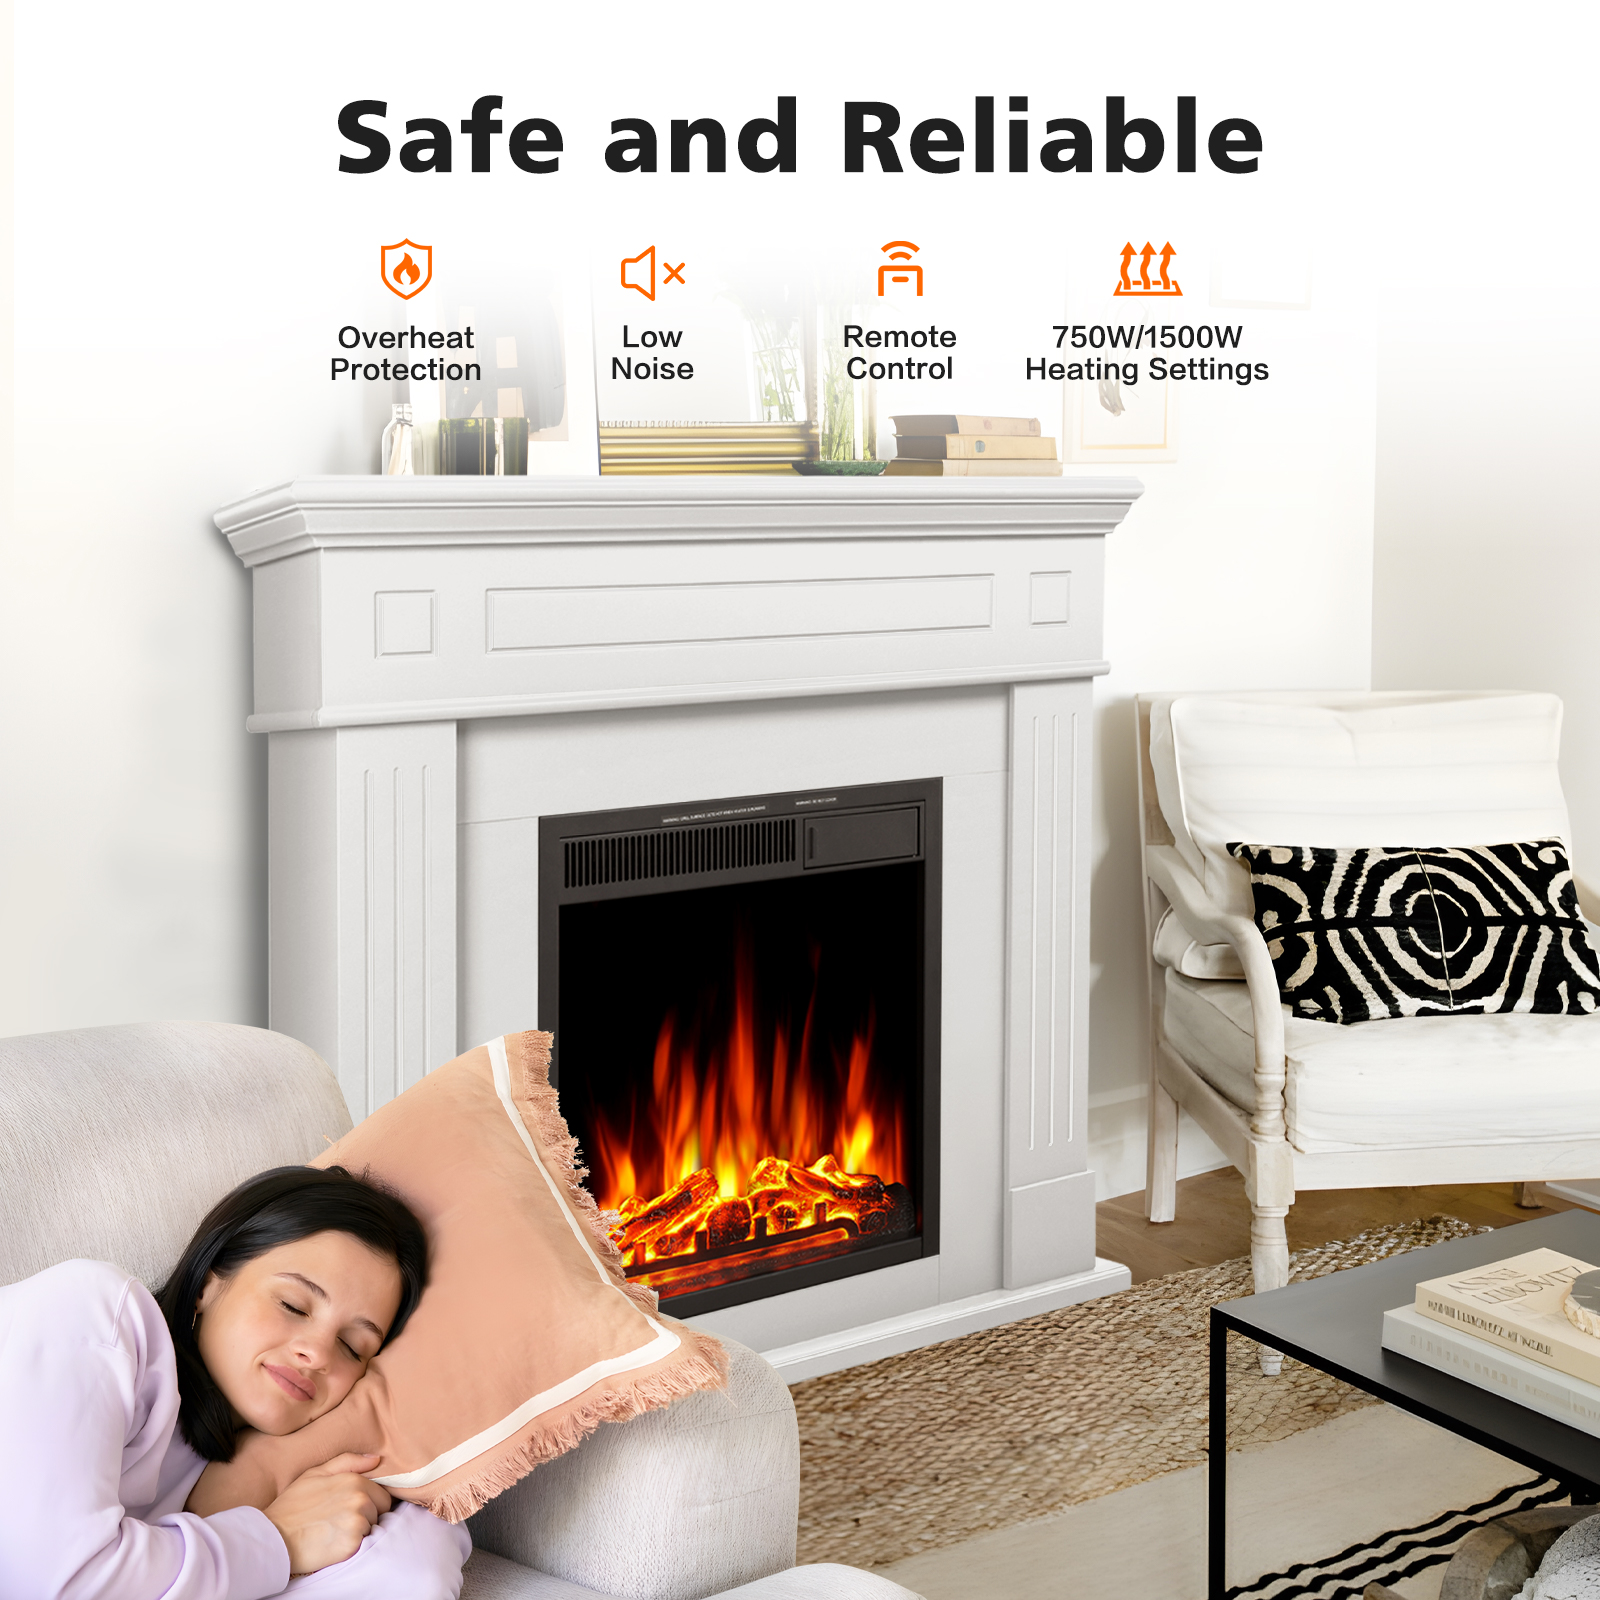 Safe and Reliable
Overheat
Protection
Low
Noise
Remote
Control
750W/1500W
Heating Settings